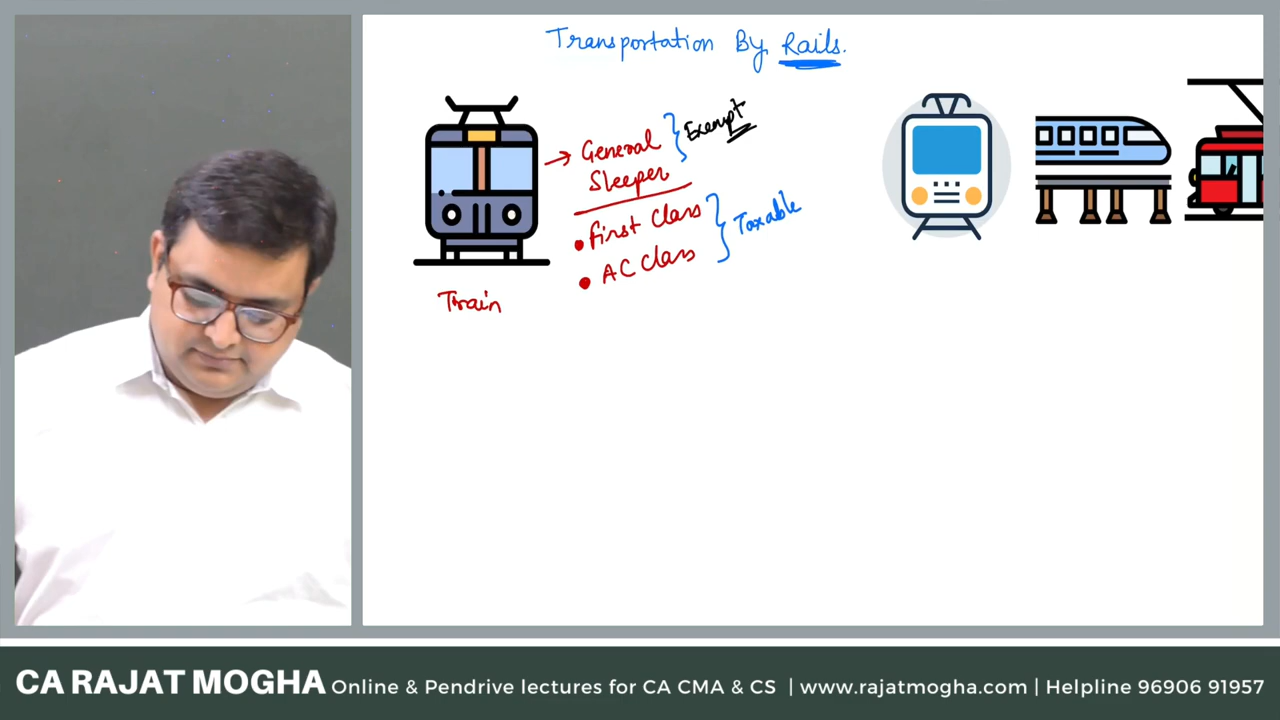 Transportation By Rails.
General
Sleeper
Exempt
First Class
AC Class
Taxable
Train
CA RAJAT MOGHA Online & Pendrive lectures for CA CMA & CS | www.rajatmogha.com | Helpline 96906 91957